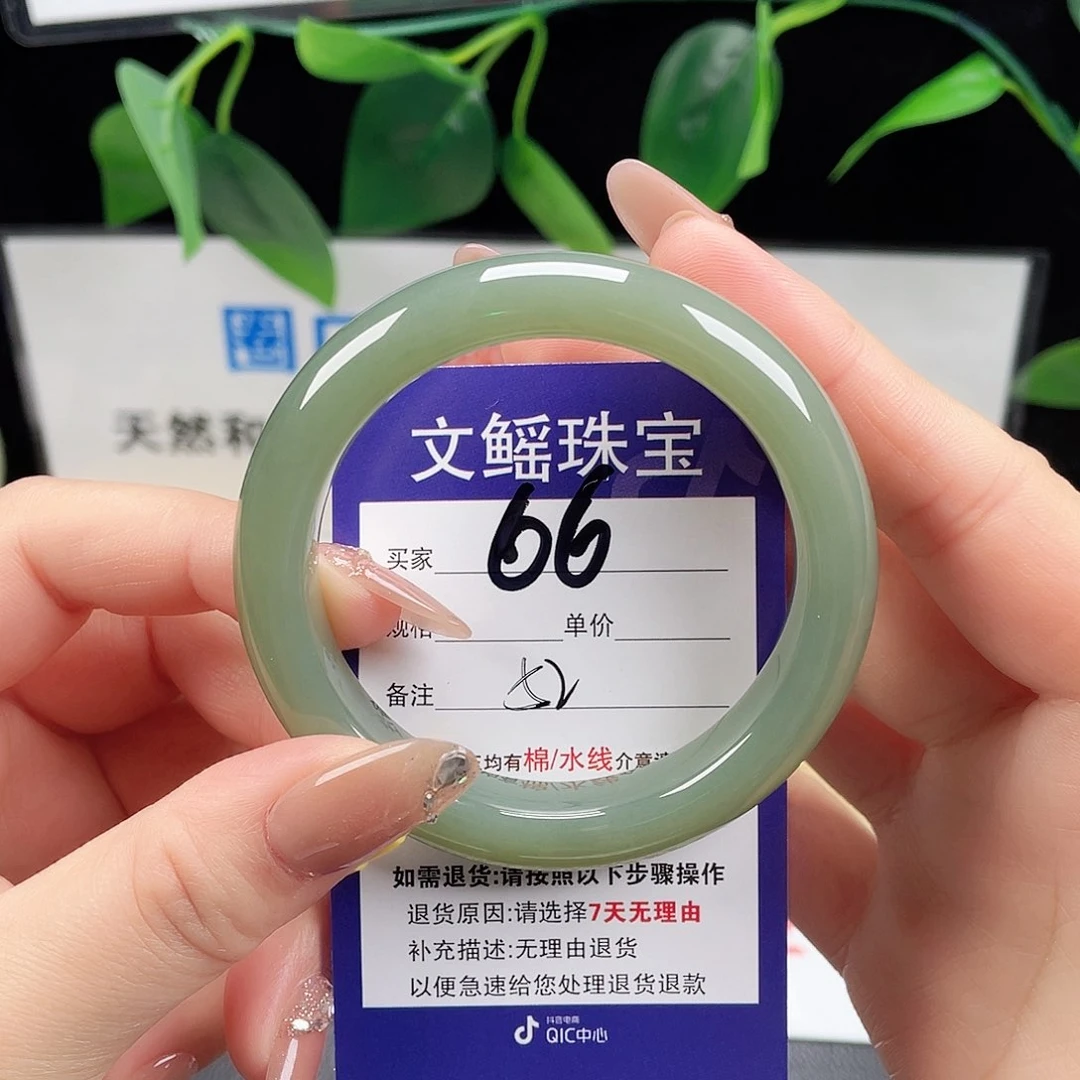 天然和
文鳐珠宝
买家 66
规格 单价
备注 52
均有棉/水线介意
如需退货:请按照以下步骤操作
退货原因:请选择7天无理由
补充描述:无理由退货
以便急速给您处理退货退款
抖音电商
QIC中心